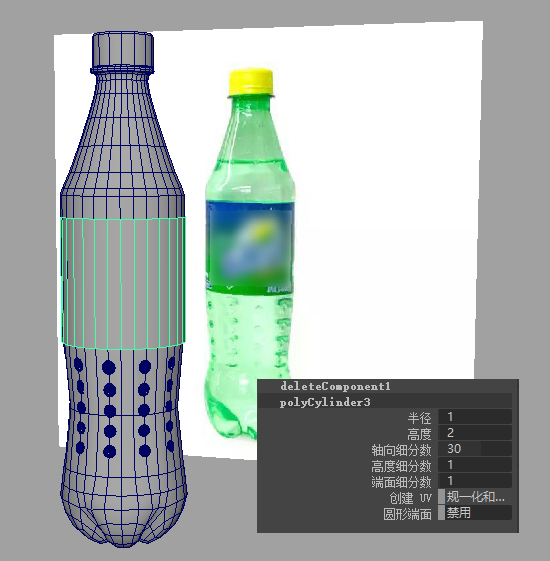 deleteComponent1
polyCylinder3
半径 1
高度 2
轴向细分数 30
高度细分数 1
端面细分数 1
创建 UV 规一化和...
圆形端面 禁用